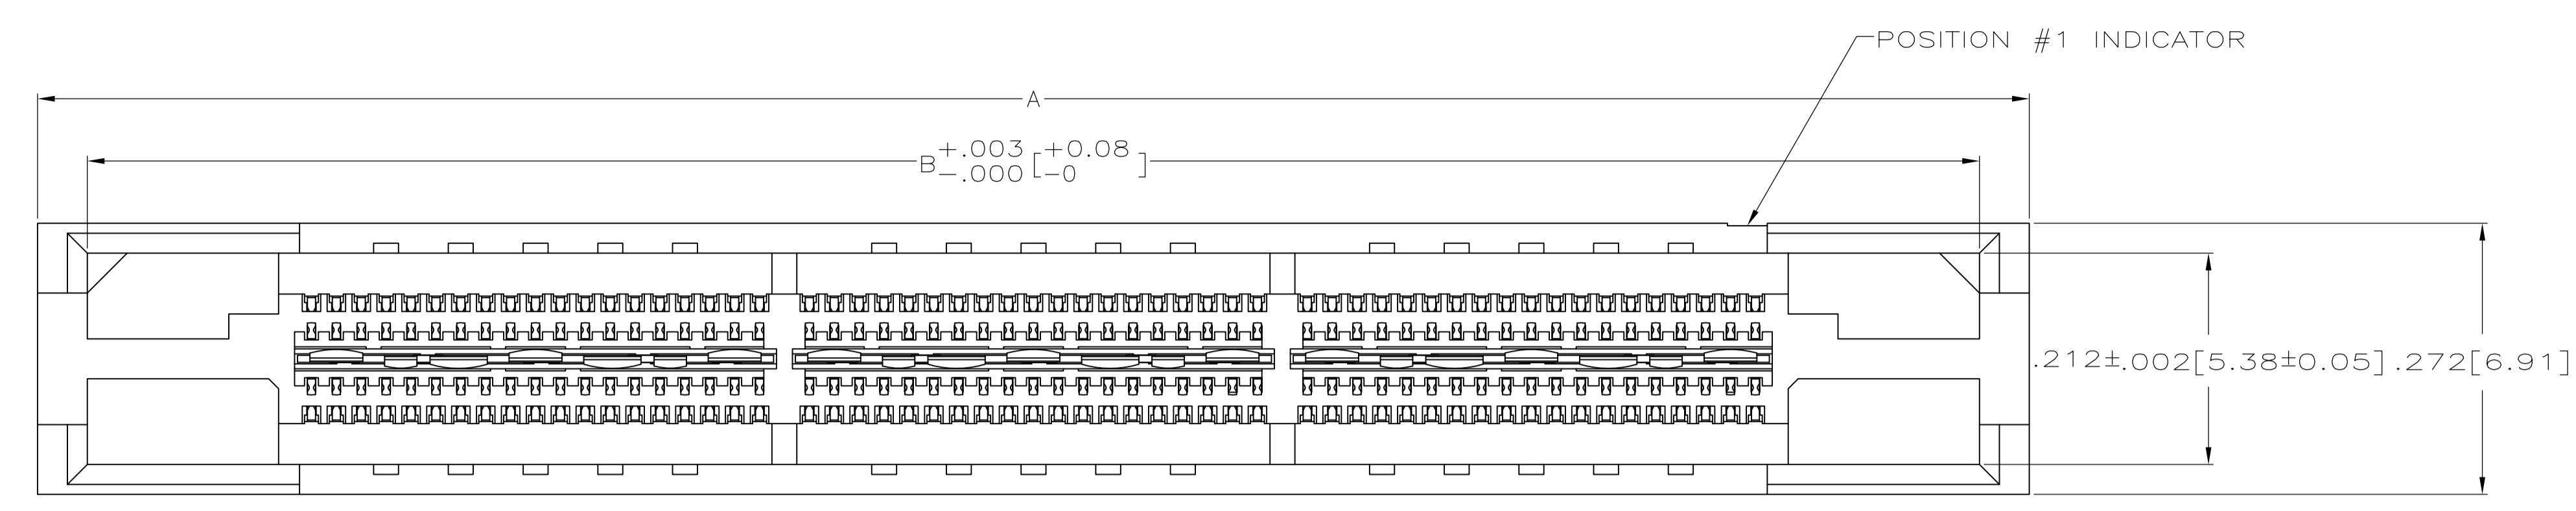 POSITION #1 INDICATOR
A
B +.003 [+0.08
-.000 -0 ]
.212±.002[5.38±0.05] .272[6.91]